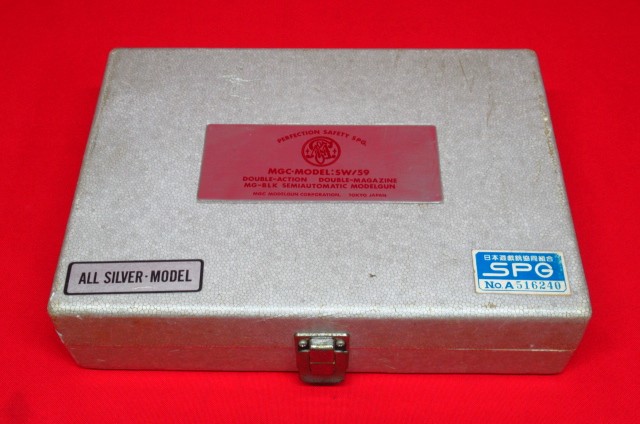 PERFECTION SAFETY SPG.
MGC-MODEL:SW/59
DOUBLE-ACTION DOUBLE-MAGAZINE
MG-BLK SEMIAUTOMATIC MODELGUN
MGC MODELGUN CORPORATION, TOKYO JAPAN
ALL SILVER·MODEL
日本遊戯銃協同組合
SPG
No.A516240